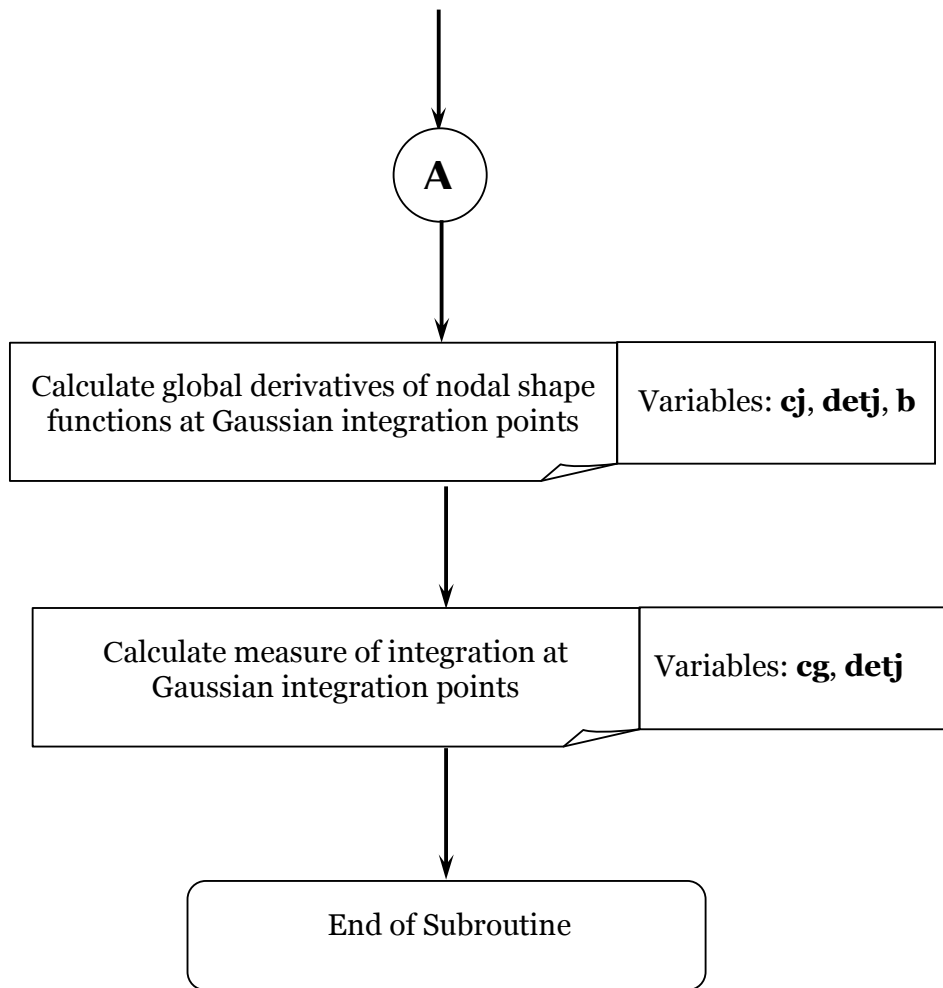 A
Calculate global derivatives of nodal shape
functions at Gaussian integration points
Variables: cj, detj, b
Calculate measure of integration at
Gaussian integration points
Variables: cg, detj
End of Subroutine